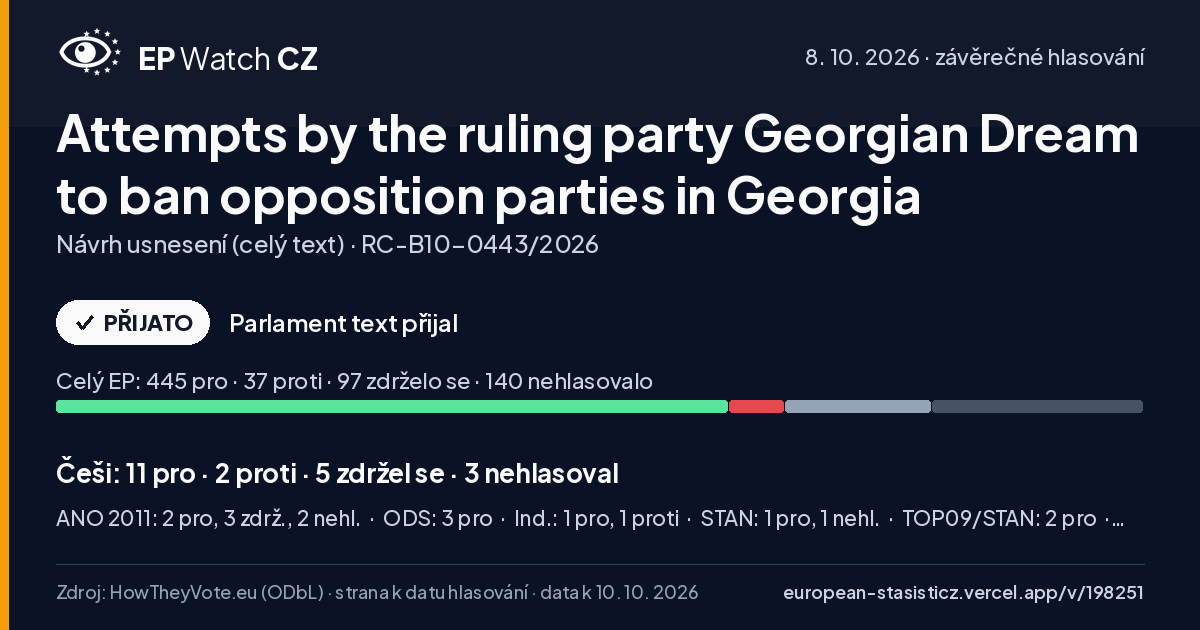 EP Watch CZ
8. 10. 2026 · závěrečné hlasování
Attempts by the ruling party Georgian Dream
to ban opposition parties in Georgia
Návrh usnesení (celý text) · RC-B10-0443/2026
✓ PŘIJATO
Parlament text přijal
Celý EP: 445 pro · 37 proti · 97 zdrželo se · 140 nehlasovalo
Češi: 11 pro · 2 proti · 5 zdržel se · 3 nehlasoval
ANO 2011: 2 pro, 3 zdrž., 2 nehl. · ODS: 3 pro · Ind.: 1 pro, 1 proti · STAN: 1 pro, 1 nehl. · TOP09/STAN: 2 pro ·…
Zdroj: HowTheyVote.eu (ODbL) · strana k datu hlasování · data k 10. 10. 2026
european-stasisticz.vercel.app/v/198251